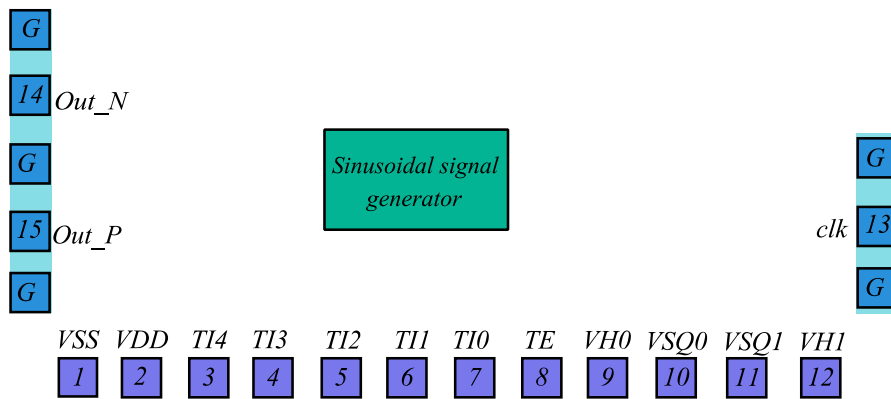 G
14 Out_N
G
15 Out_P
G
Sinusoidal signal
generator
G
clk 13
G
VSS VDD TI4 TI3 TI2 TI1 TI0 TE VH0 VSQ0 VSQ1 VH1
1 2 3 4 5 6 7 8 9 10 11 12